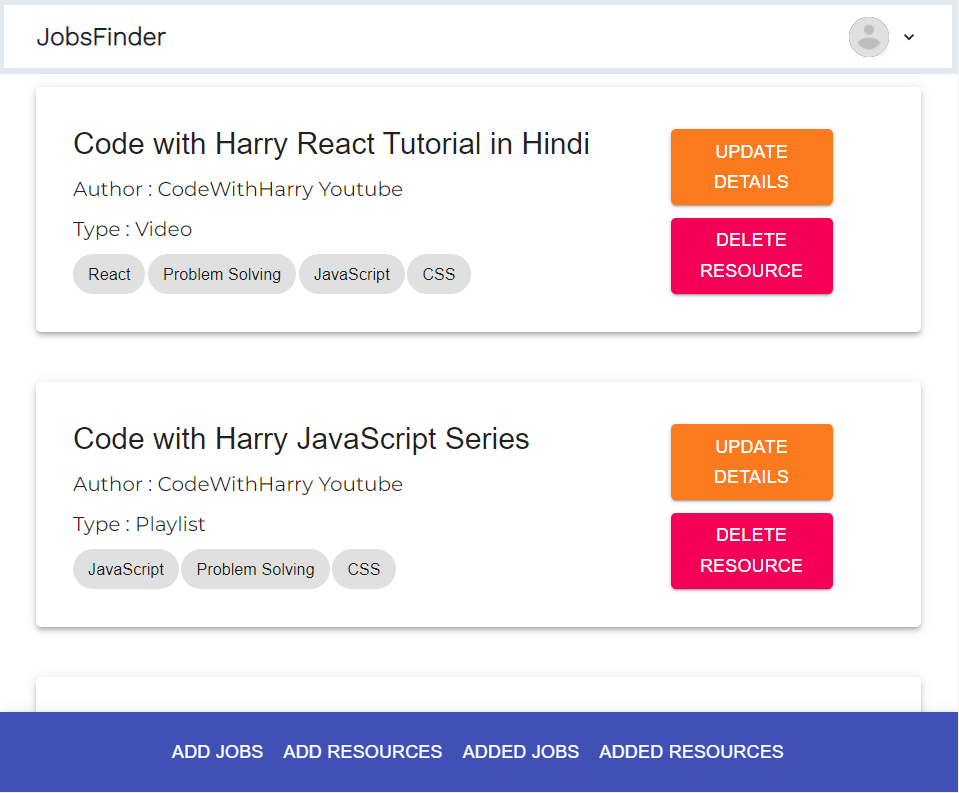 JobsFinder
Code with Harry React Tutorial in Hindi
Author : CodeWithHarry Youtube
Type : Video
React Problem Solving JavaScript CSS
UPDATE
DETAILS
DELETE
RESOURCE
Code with Harry JavaScript Series
Author : CodeWithHarry Youtube
Type : Playlist
JavaScript Problem Solving CSS
UPDATE
DETAILS
DELETE
RESOURCE
ADD JOBS ADD RESOURCES ADDED JOBS ADDED RESOURCES